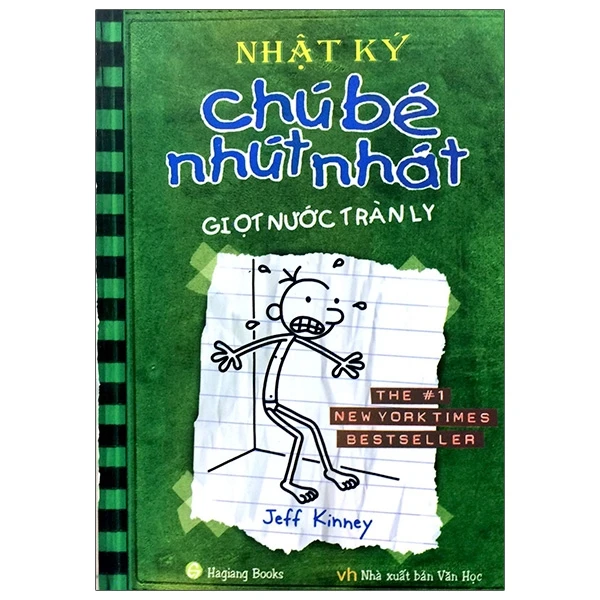 NHẬT KÝ
chú bé
nhút nhát
GIỌT NƯỚC TRÀN LY
THE #1
NEW YORK TIMES
BESTSELLER
Jeff Kinney
Hagiang Books
vh Nhà xuất bản Văn Học